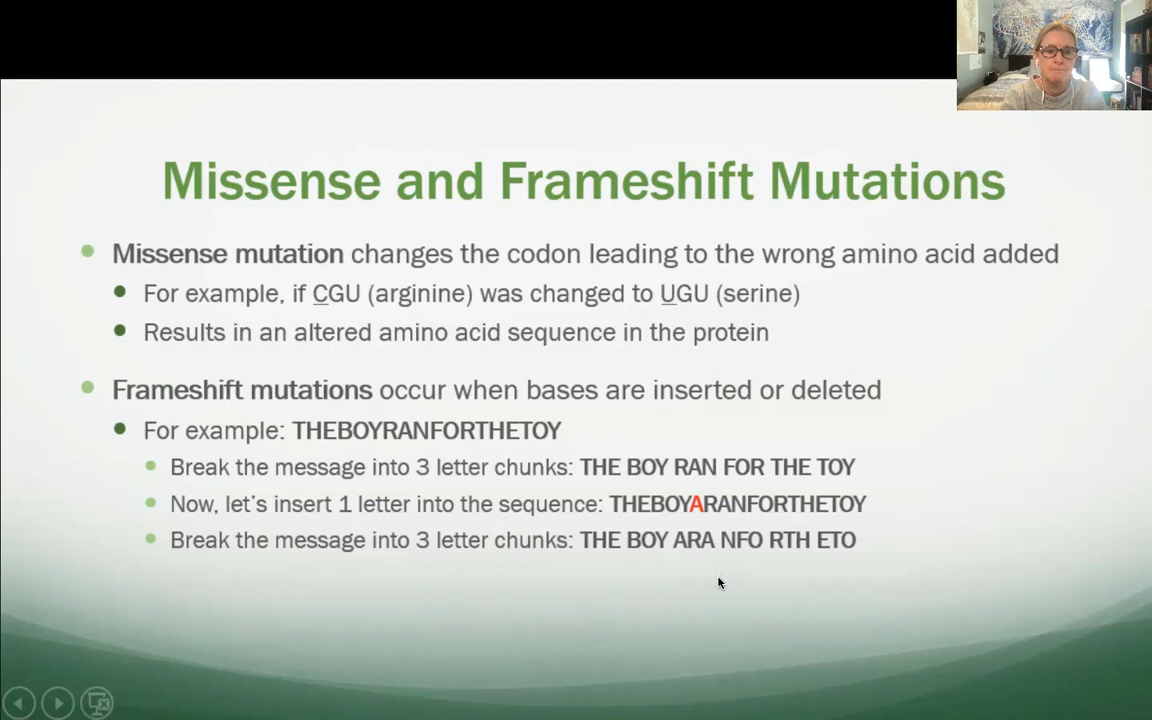 Missense and Frameshift Mutations
Missense mutation changes the codon leading to the wrong amino acid added
For example, if CGU (arginine) was changed to UGU (serine)
Results in an altered amino acid sequence in the protein
Frameshift mutations occur when bases are inserted or deleted
For example: THEBOYRANFORTHETOY
Break the message into 3 letter chunks: THE BOY RAN FOR THE TOY
Now, let's insert 1 letter into the sequence: THEBOYARANFORTHETOY
Break the message into 3 letter chunks: THE BOY ARA NFO RTH ETO